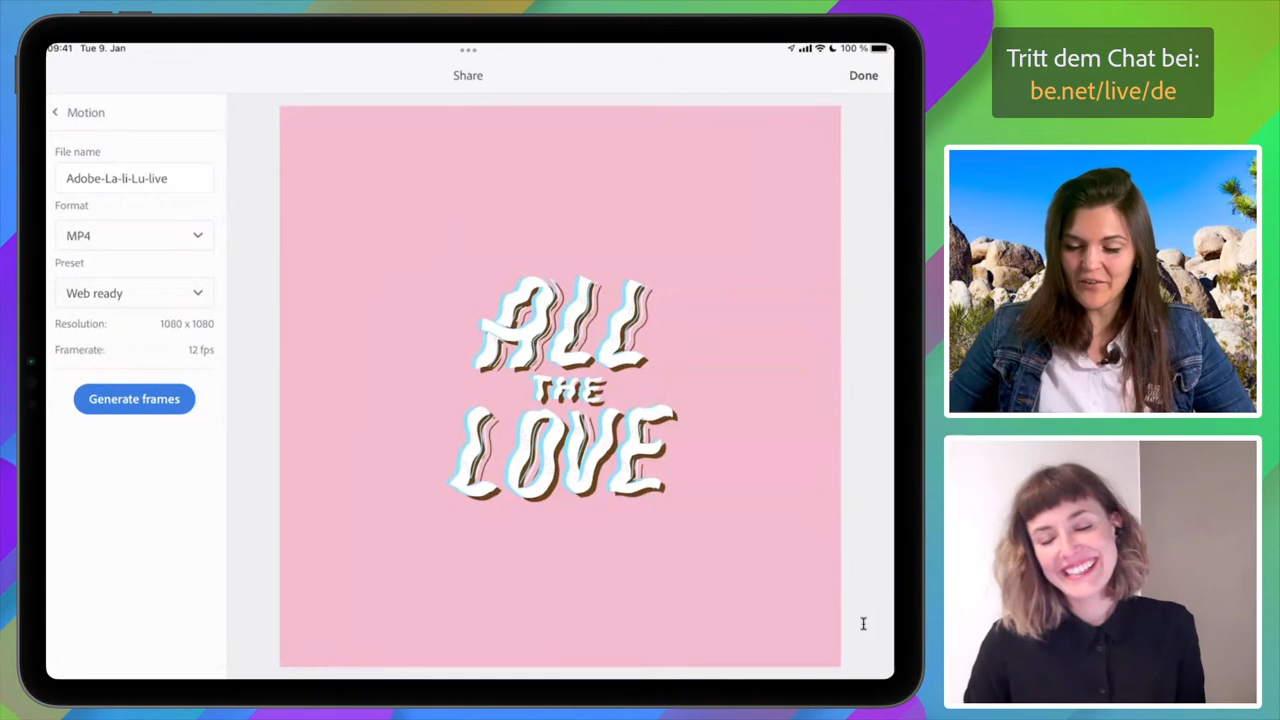 09:41 Tue 9. Jan
100 %
Share
Done
Motion
File name
Adobe-La-li-Lu-live
Format
MP4
Preset
Web ready
Resolution: 1080 x 1080
Framerate: 12 fps
Generate frames
ALL
THE
LOVE
Tritt dem Chat bei:
be.net/live/de